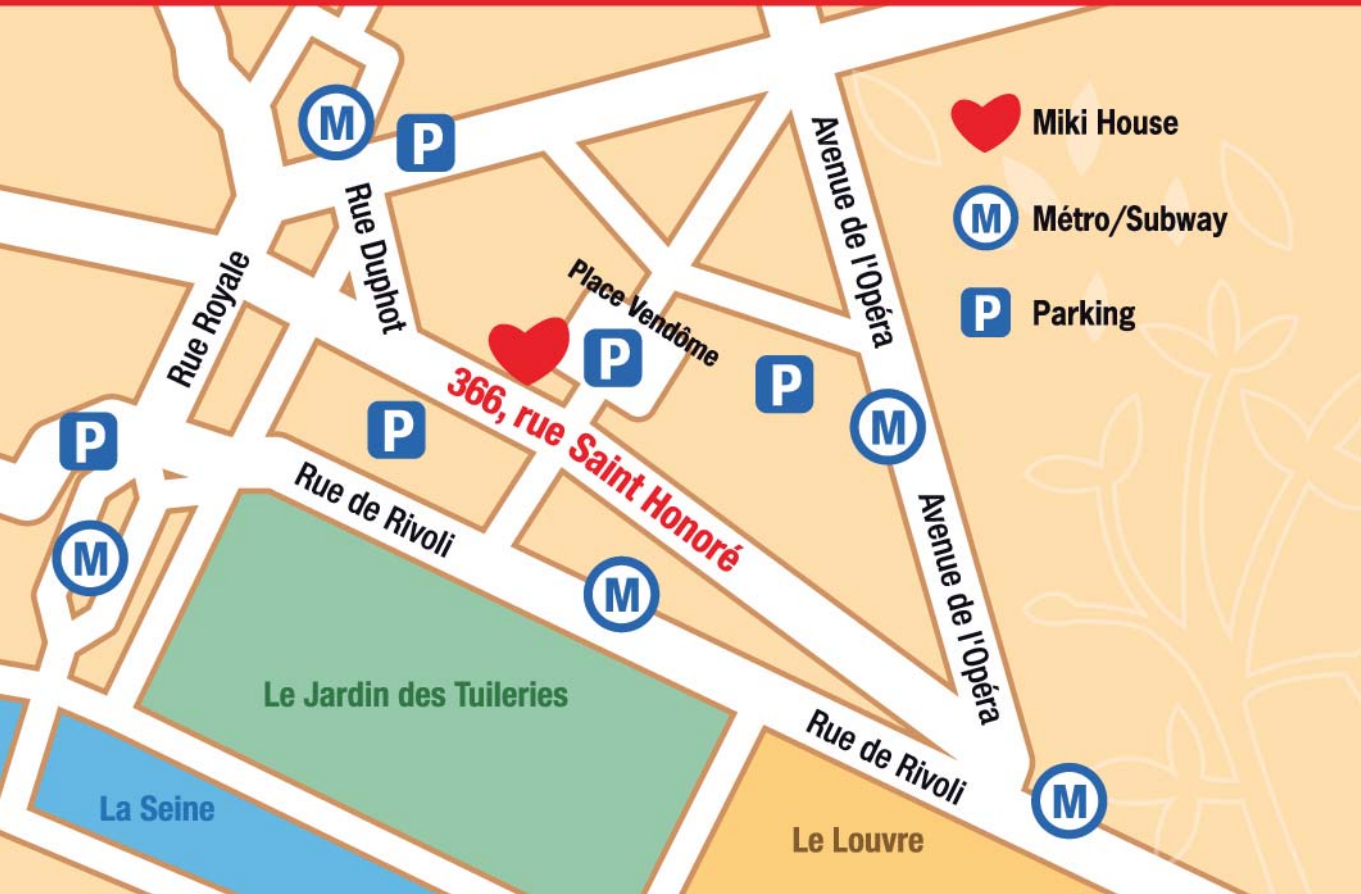 M
P
Rue Duphot
Rue Royale
Place Vendôme
P
366, rue Saint Honoré
P
P
P
M
M
Rue de Rivoli
M
Avenue de l'Opéra
M
Avenue de l'Opéra
Rue de Rivoli
M
Le Jardin des Tuileries
La Seine
Le Louvre
Miki House
M Métro/Subway
P Parking